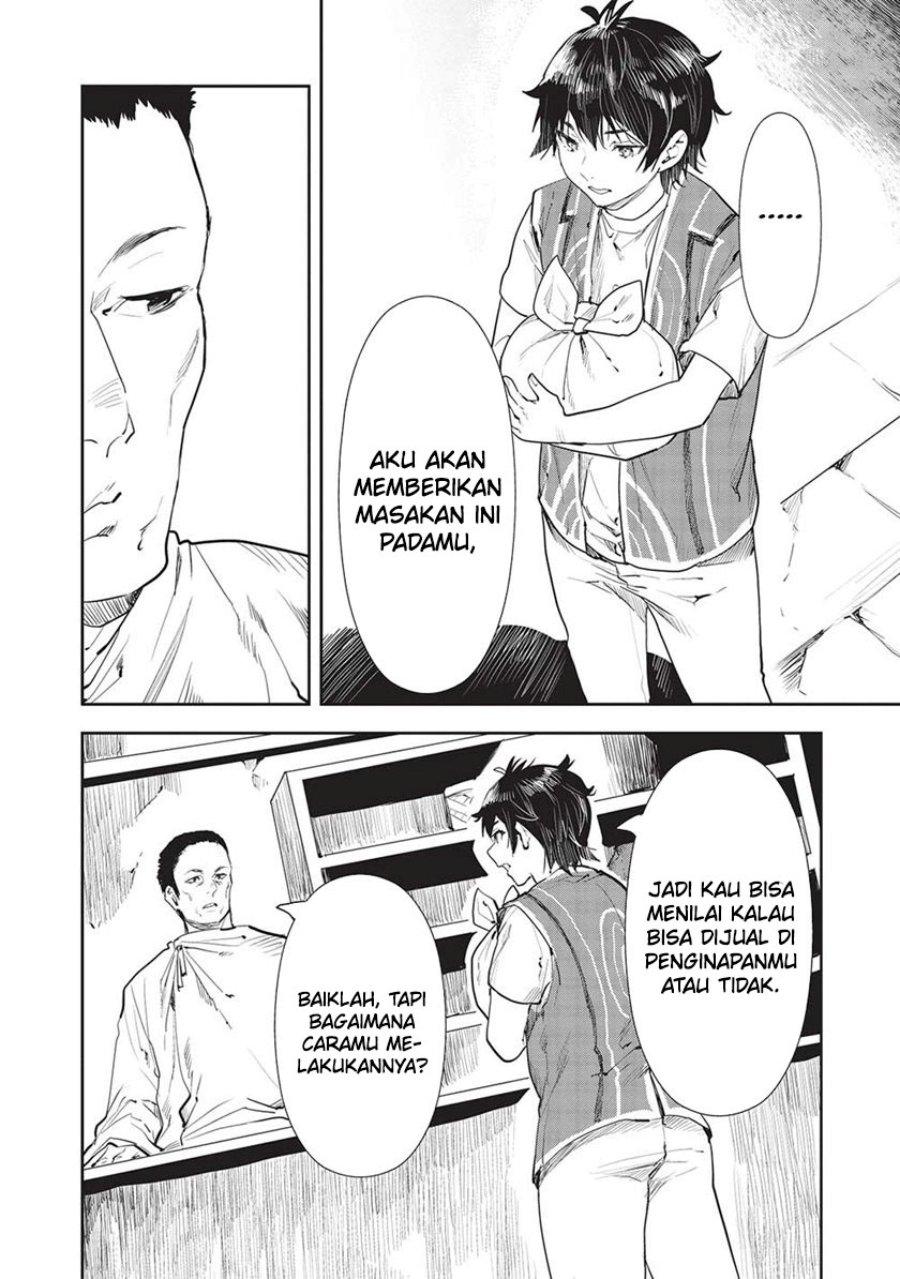 .....
AKU AKAN
MEMBERIKAN
MASAKAN INI
PADAMU,
JADI KAU BISA
MENILAI KALAU
BISA DIJUAL DI
PENGINAPANMU
ATAU TIDAK.
BAIKLAH, TAPI
BAGAIMANA
CARAMU ME-
LAKUKANNYA?